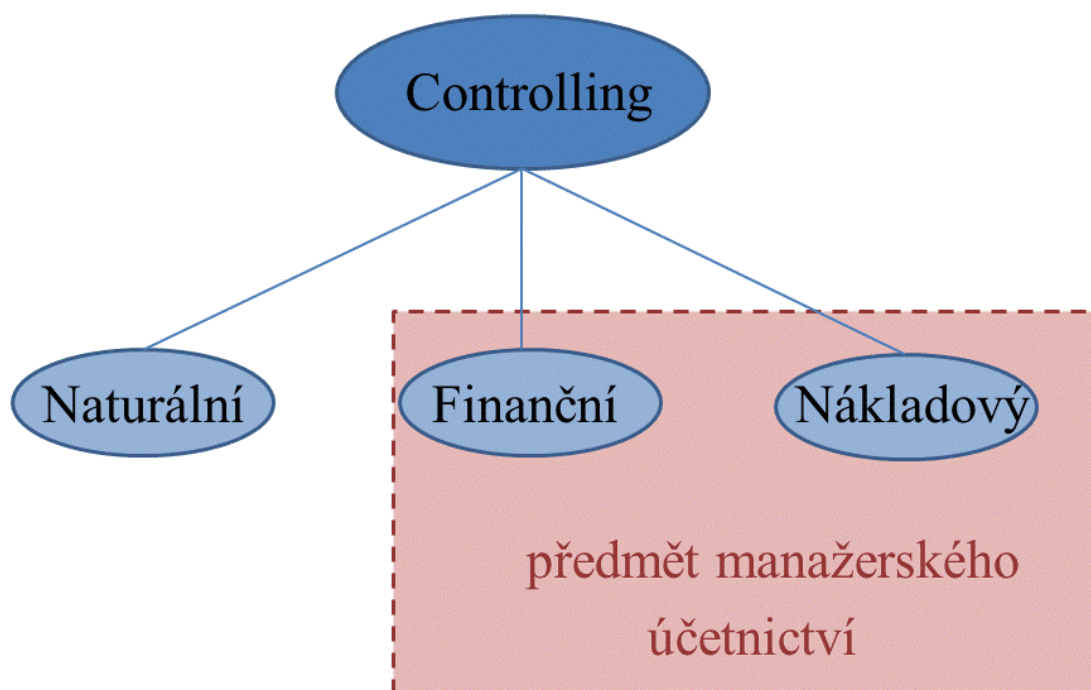 Controlling
Naturální
Finanční
Nákladový
předmět manažerského
účetnictví